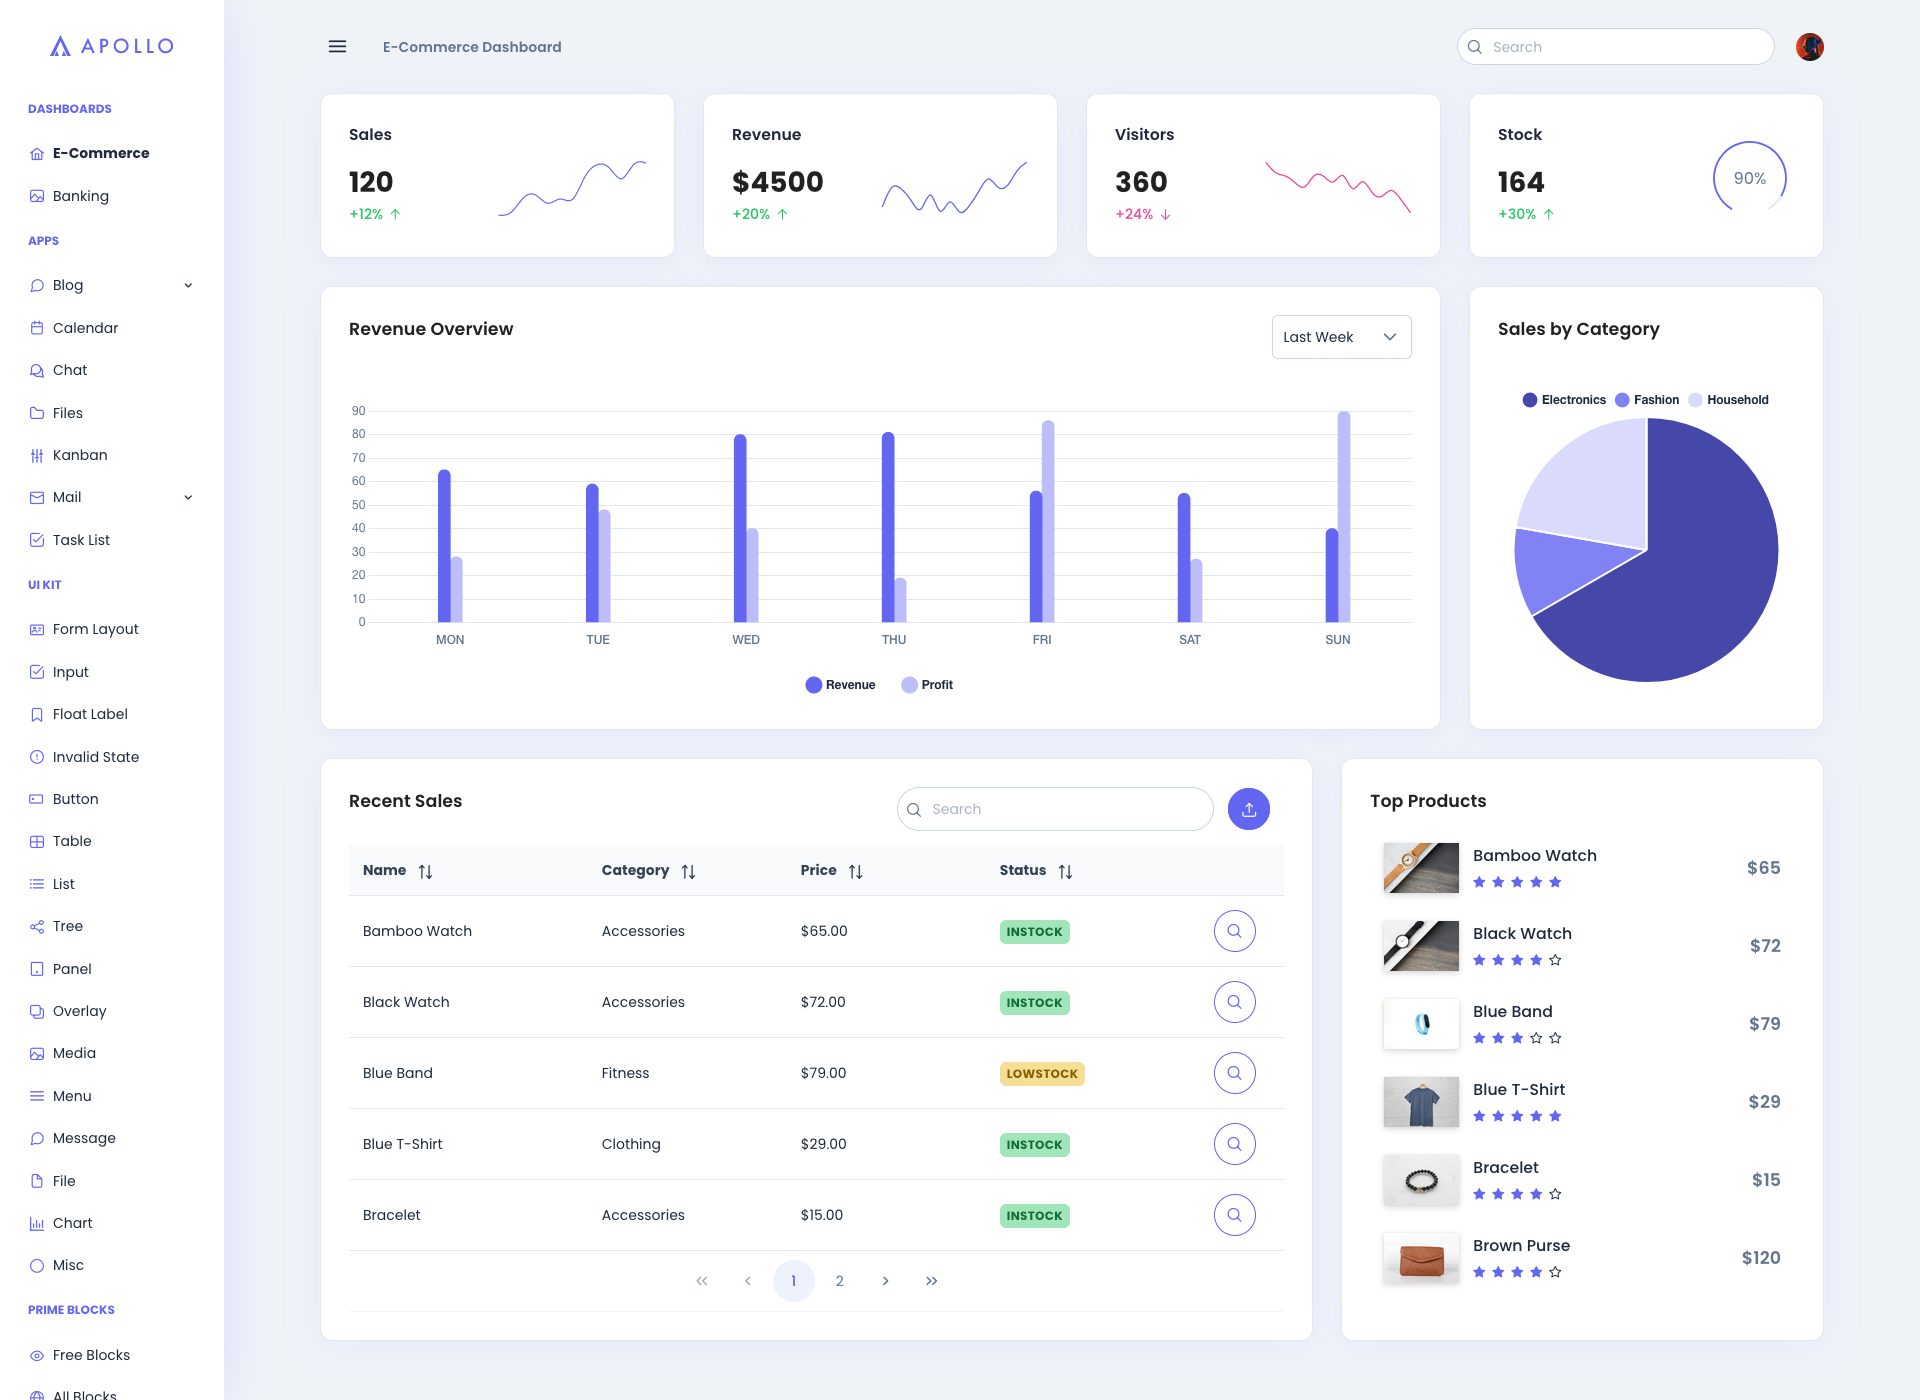 APOLLO
DASHBOARDS
E-Commerce
Banking
APPS
Blog
Calendar
Chat
Files
Kanban
Mail
Task List
UI KIT
Form Layout
Input
Float Label
Invalid State
Button
Table
List
Tree
Panel
Overlay
Media
Menu
Message
File
Chart
Misc
PRIME BLOCKS
Free Blocks
All Blocks
E-Commerce Dashboard
Search
Sales
120
+12%
Revenue
$4500
+20%
Visitors
360
+24%
Stock
164
+30%
90%
Revenue Overview
Last Week
90
80
70
60
50
40
30
20
10
0
MON TUE WED THU FRI SAT SUN
Revenue Profit
Sales by Category
Electronics Fashion Household
Recent Sales
Search
Name Category Price Status
Bamboo Watch Accessories $65.00 INSTOCK
Black Watch Accessories $72.00 INSTOCK
Blue Band Fitness $79.00 LOWSTOCK
Blue T-Shirt Clothing $29.00 INSTOCK
Bracelet Accessories $15.00 INSTOCK
1 2
Top Products
Bamboo Watch
$65
Black Watch
$72
Blue Band
$79
Blue T-Shirt
$29
Bracelet
$15
Brown Purse
$120